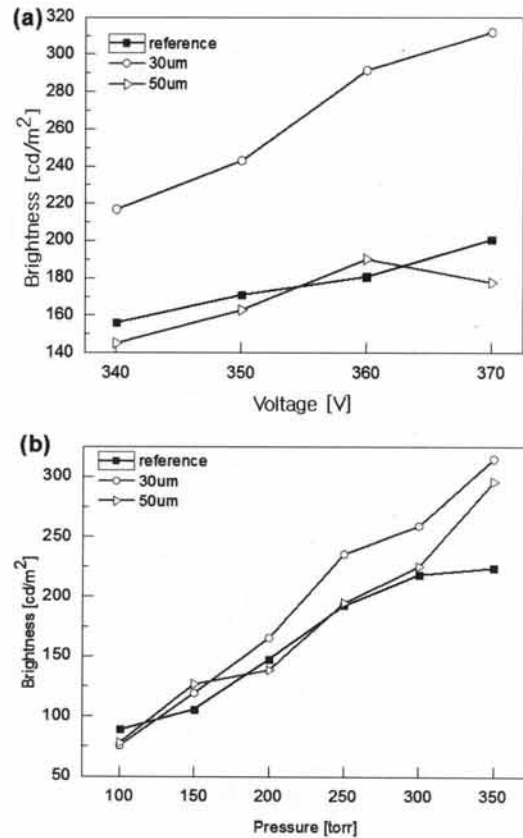 (a)
reference
30um
50um
320
300
280
260
240
220
200
180
160
140
Brightness [cd/m²]
340 350 360 370
Voltage [V]
(b)
reference
30um
50um
300
250
200
150
100
50
Brightness [cd/m²]
100 150 200 250 300 350
Pressure [torr]